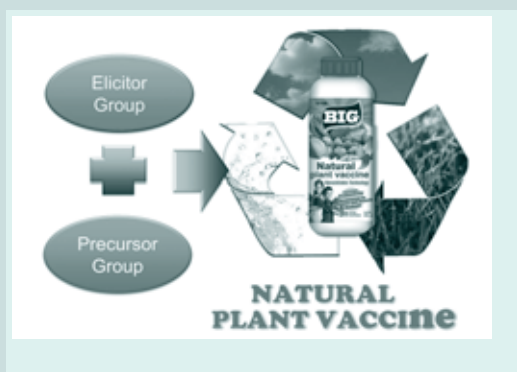 Elicitor
Group
BIG
Natural
plant vaccine
Precursor
Group
NATURAL
PLANT VACCIne